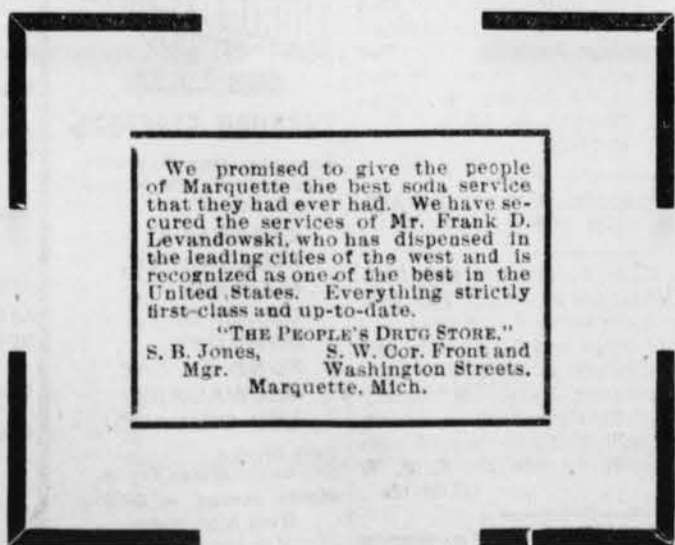 We promised to give the people
of Marquette the best soda service
that they had ever had. We have se-
cured the services of Mr. Frank D.
Levandowski, who has dispensed in
the leading cities of the west and is
recognized as one of the best in the
United States. Everything strictly
first-class and up-to-date.
"THE PEOPLE'S DRUG STORE."
S. B. Jones, S. W. Cor. Front and
Mgr. Washington Streets.
Marquette, Mich.